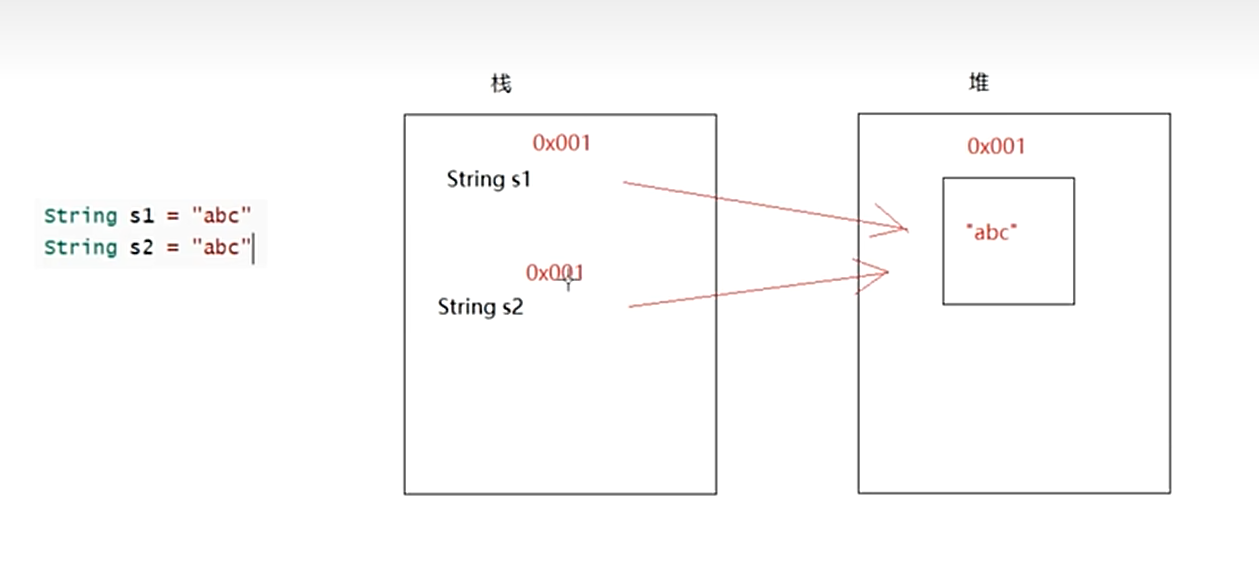 栈
堆
String s1 = "abc"
String s2 = "abc"
0x001
String s1
0x001
String s2
0x001
"abc"